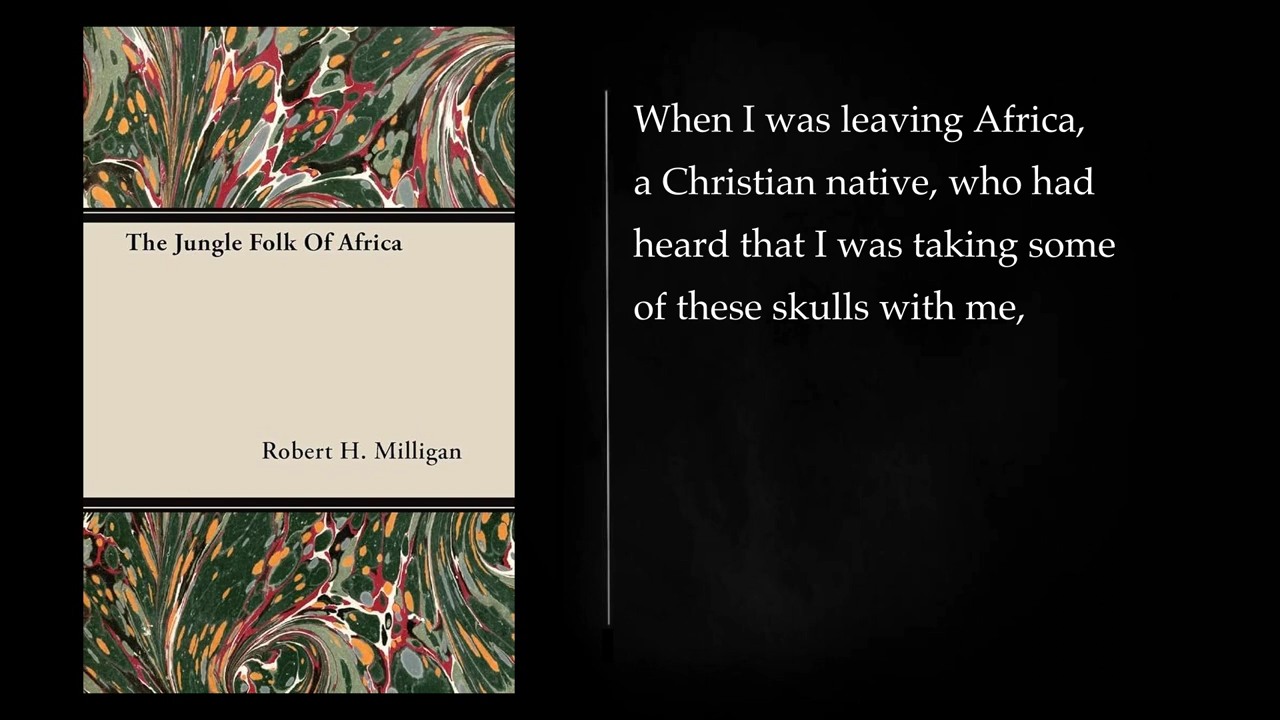 The Jungle Folk Of Africa
Robert H. Milligan
When I was leaving Africa,
a Christian native, who had
heard that I was taking some
of these skulls with me,